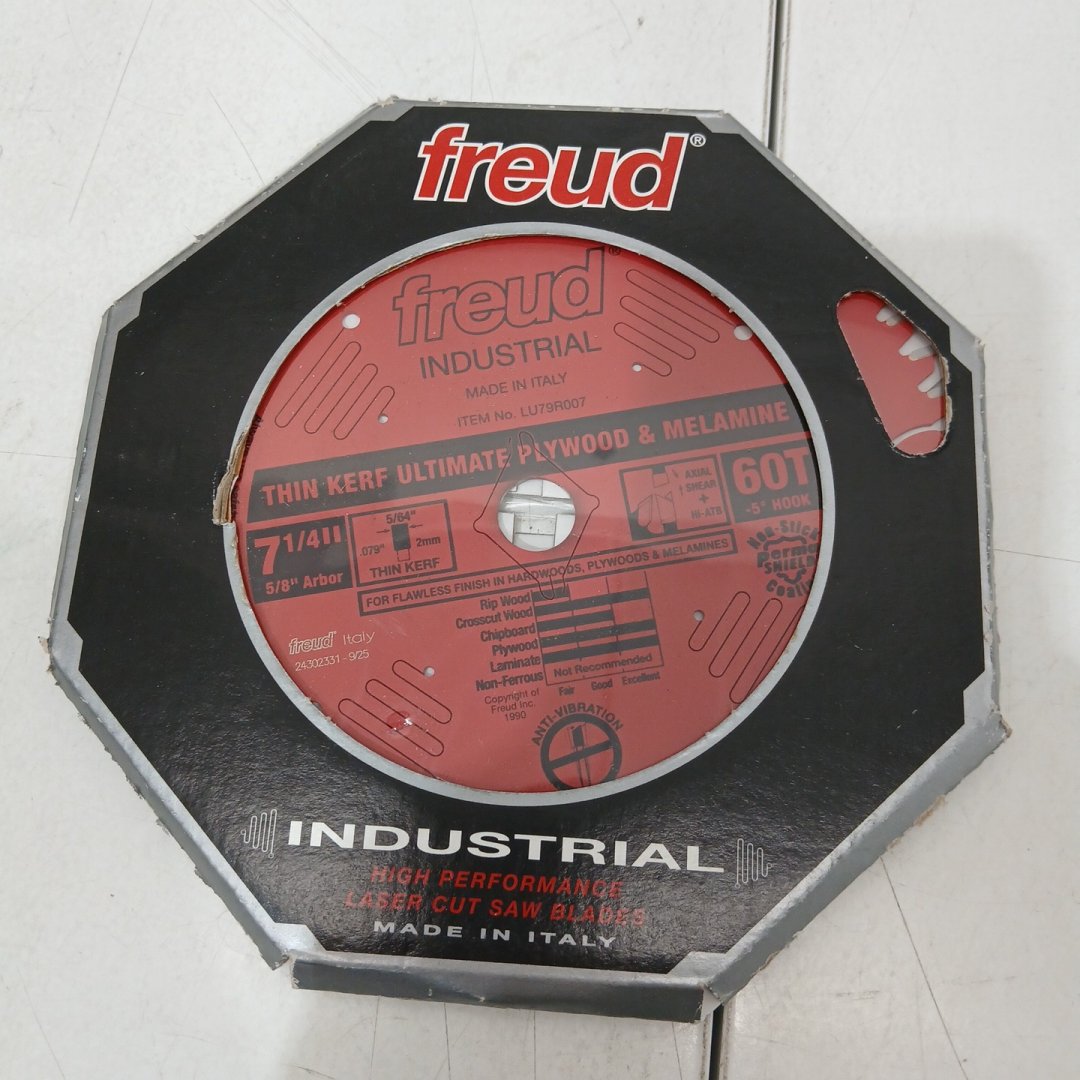 freud®
freud®
INDUSTRIAL
MADE IN ITALY
ITEM No. LU79R007
THIN KERF ULTIMATE PLYWOOD & MELAMINE
7 1/4"
5/8" Arbor
5/64"
.079" 2mm
THIN KERF
AXIAL
SHEAR
+
HI-ATB
60T
-5° HOOK
FOR FLAWLESS FINISH IN HARDWOODS, PLYWOODS & MELAMINES
Non-Stick
Perma
SHIELD
Rip Wood
Crosscut Wood
Chipboard
Plywood
Laminate
Non-Ferrous
Not Recommended
Fair Good Excellent
freud® Italy
24302331 - 9/25
Copyright of
Freud Inc.
1990
ANTI-VIBRATION
INDUSTRIAL
HIGH PERFORMANCE
LASER CUT SAW BLADES
MADE IN ITALY